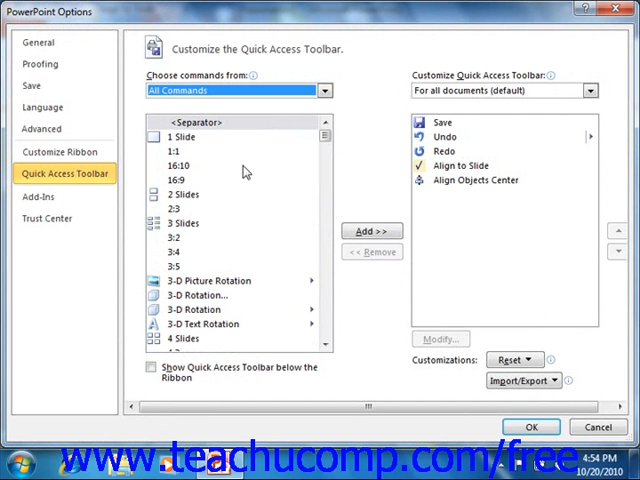 PowerPoint Options
General
Proofing
Save
Language
Advanced
Customize Ribbon
Quick Access Toolbar
Add-Ins
Trust Center
Customize the Quick Access Toolbar.
Choose commands from:
All Commands
<Separator>
1 Slide
1:1
16:10
16:9
2 Slides
2:3
3 Slides
3:2
3:4
3:5
3-D Picture Rotation
3-D Rotation...
3-D Rotation
3-D Text Rotation
4 Slides
Show Quick Access Toolbar below the
Ribbon
Add >>
<< Remove
Customize Quick Access Toolbar:
For all documents (default)
Save
Undo
Redo
Align to Slide
Align Objects Center
Modify...
Customizations:
Reset
Import/Export
OK
Cancel
www.teachucomp.com/free
4:54 PM
10/20/2010